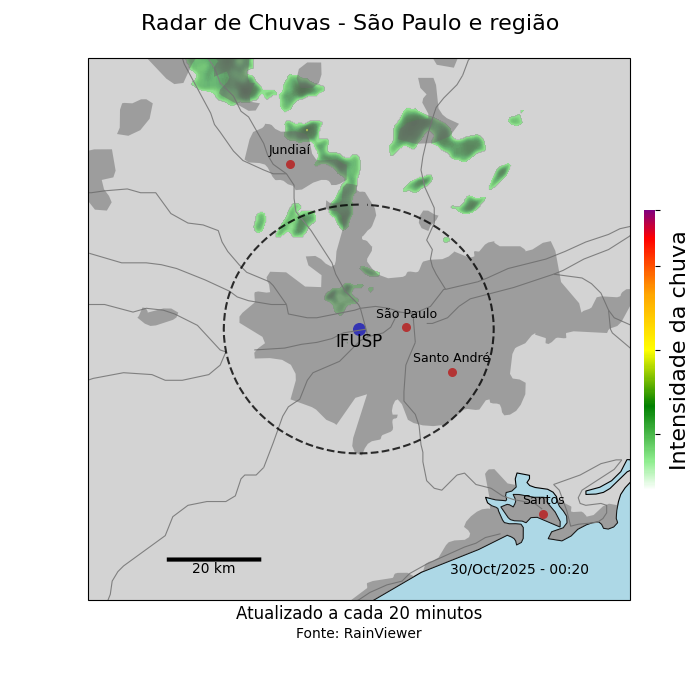 Radar de Chuvas - São Paulo e região
Jundiaí
São Paulo
IFUSP
Santo André
Intensidade da chuva
Santos
20 km
30/Oct/2025 - 00:20
Atualizado a cada 20 minutos
Fonte: RainViewer